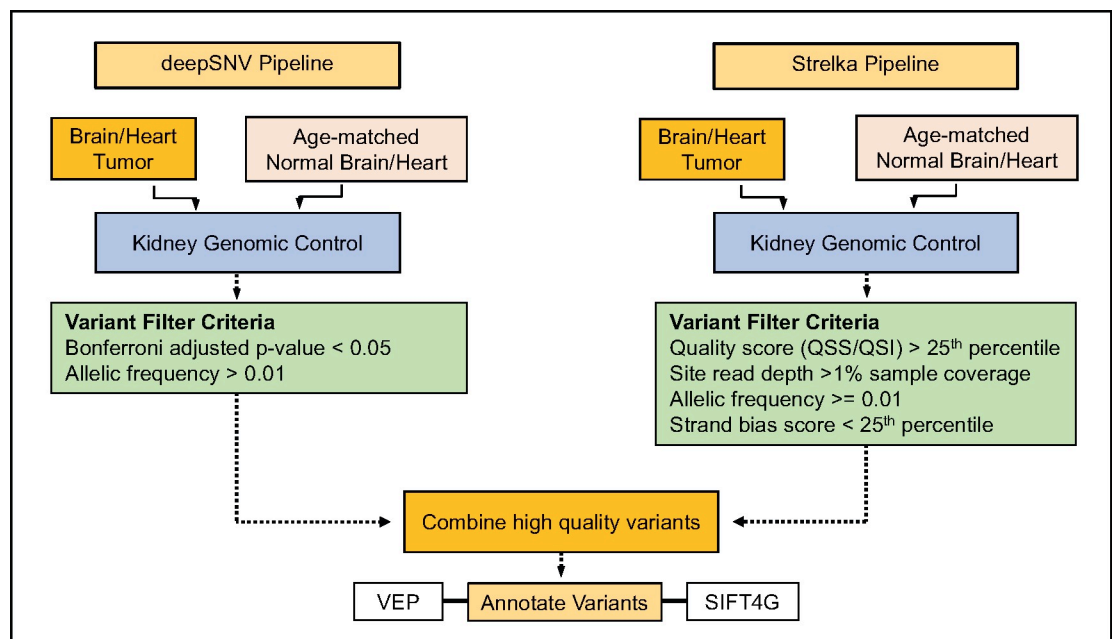 deepSNV Pipeline
Brain/Heart
Tumor
Age-matched
Normal Brain/Heart
Kidney Genomic Control
Variant Filter Criteria
Bonferroni adjusted p-value < 0.05
Allelic frequency > 0.01
Strelka Pipeline
Brain/Heart
Tumor
Age-matched
Normal Brain/Heart
Kidney Genomic Control
Variant Filter Criteria
Quality score (QSS/QSI) > 25th percentile
Site read depth >1% sample coverage
Allelic frequency >= 0.01
Strand bias score < 25th percentile
Combine high quality variants
VEP
Annotate Variants
SIFT4G